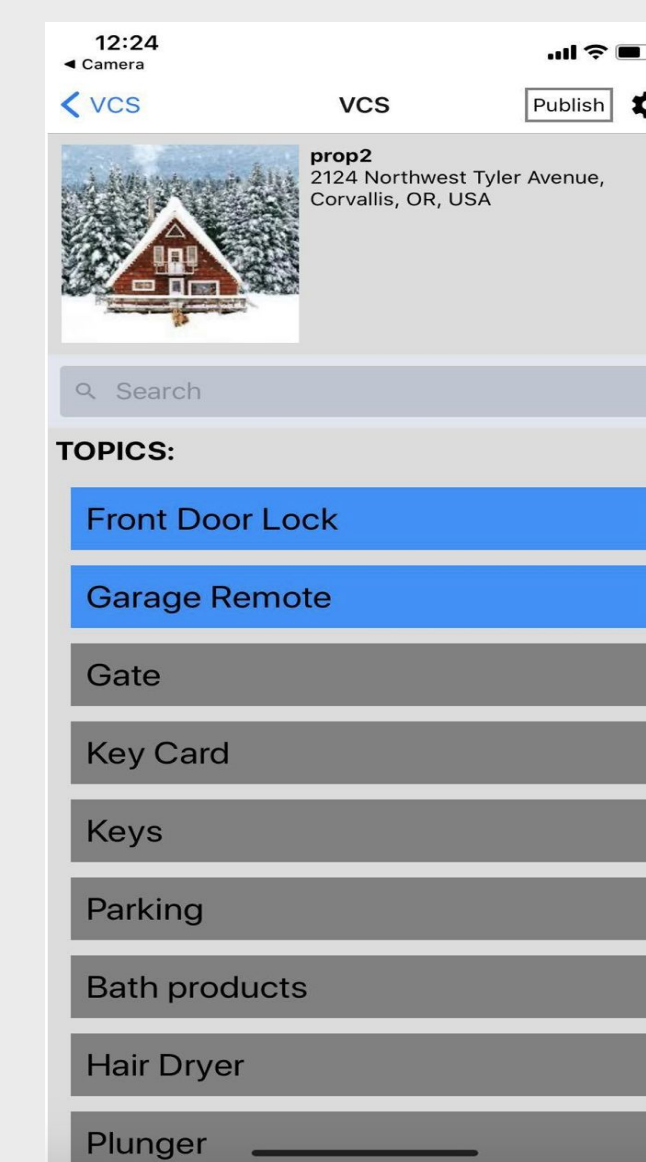 12:24
◄ Camera
VCS
VCS
Publish
prop2
2124 Northwest Tyler Avenue,
Corvallis, OR, USA
Search
TOPICS:
Front Door Lock
Garage Remote
Gate
Key Card
Keys
Parking
Bath products
Hair Dryer
Plunger